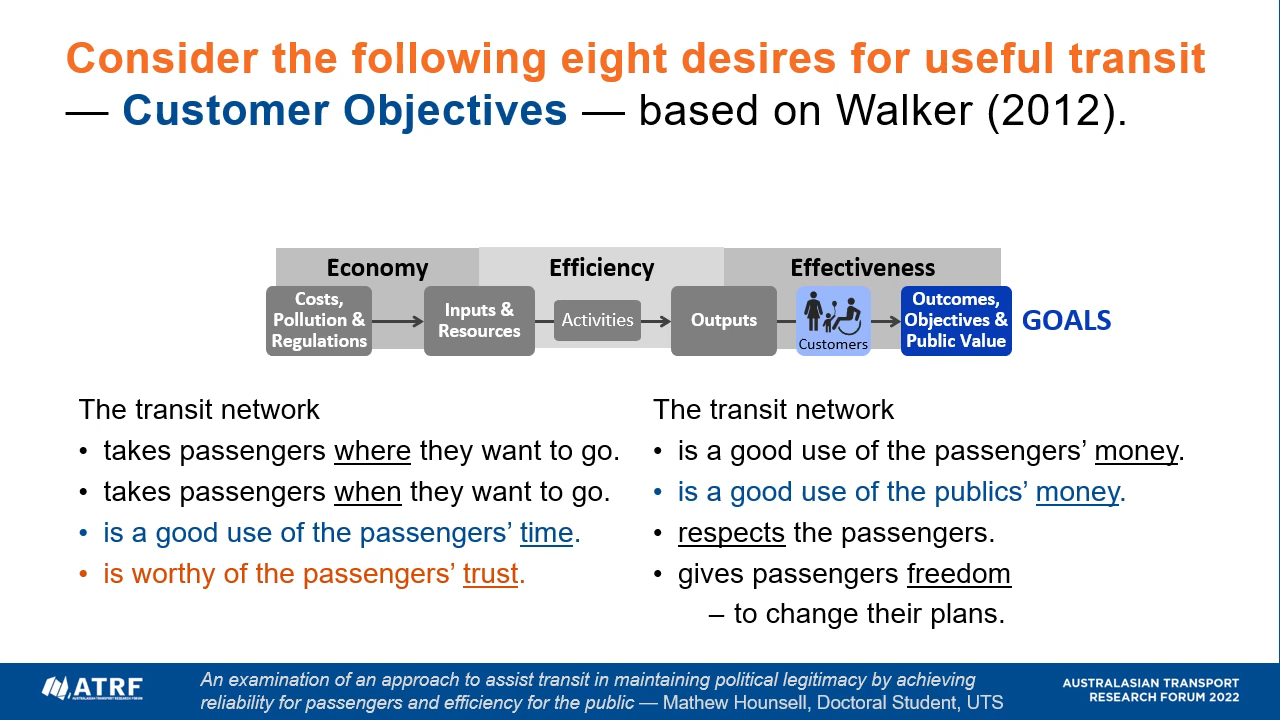 Consider the following eight desires for useful transit
— Customer Objectives — based on Walker (2012).
Economy
Efficiency
Effectiveness
Costs,
Pollution &
Regulations
Inputs &
Resources
Activities
Outputs
Customers
Outcomes,
Objectives &
Public Value
GOALS
The transit network
• takes passengers where they want to go.
• takes passengers when they want to go.
• is a good use of the passengers’ time.
• is worthy of the passengers’ trust.
The transit network
• is a good use of the passengers’ money.
• is a good use of the publics’ money.
• respects the passengers.
• gives passengers freedom
– to change their plans.
ATRF
AUSTRALASIAN TRANSPORT RESEARCH FORUM
An examination of an approach to assist transit in maintaining political legitimacy by achieving
reliability for passengers and efficiency for the public — Mathew Hounsell, Doctoral Student, UTS
AUSTRALASIAN TRANSPORT
RESEARCH FORUM 2022